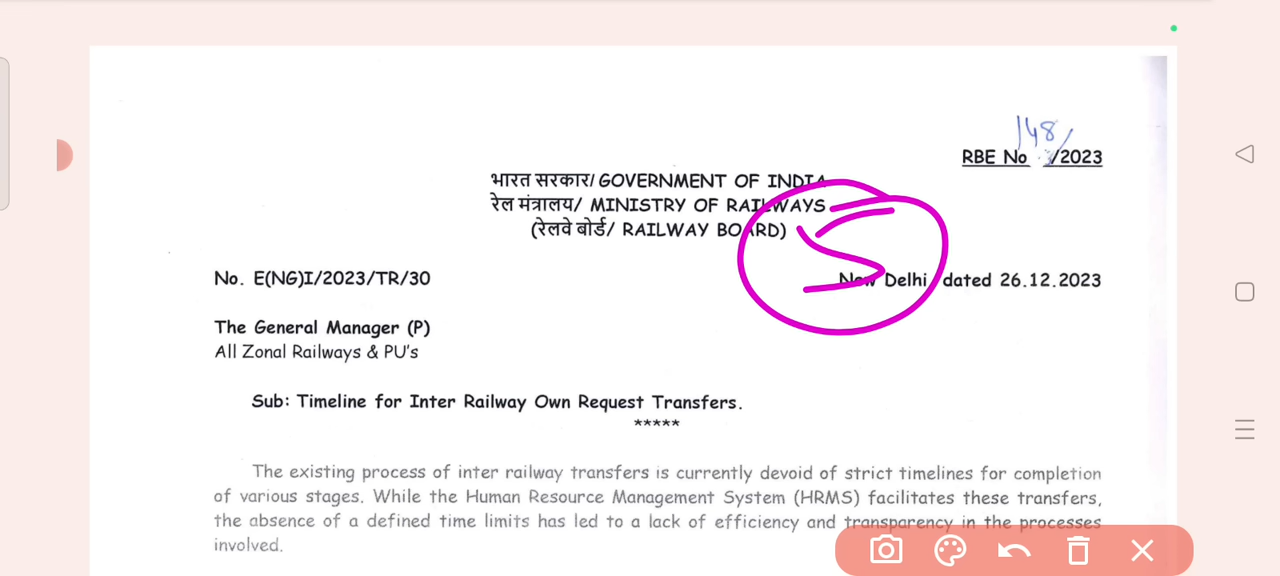 148/
RBE No /2023
भारत सरकार/ GOVERNMENT OF INDIA
रेल मंत्रालय/ MINISTRY OF RAILWAYS
(रेलवे बोर्ड/ RAILWAY BOARD)
No. E(NG)I/2023/TR/30
New Delhi, dated 26.12.2023
The General Manager (P)
All Zonal Railways & PU's
Sub: Timeline for Inter Railway Own Request Transfers.
*****
The existing process of inter railway transfers is currently devoid of strict timelines for completion
of various stages. While the Human Resource Management System (HRMS) facilitates these transfers,
the absence of a defined time limits has led to a lack of efficiency and transparency in the processes
involved.